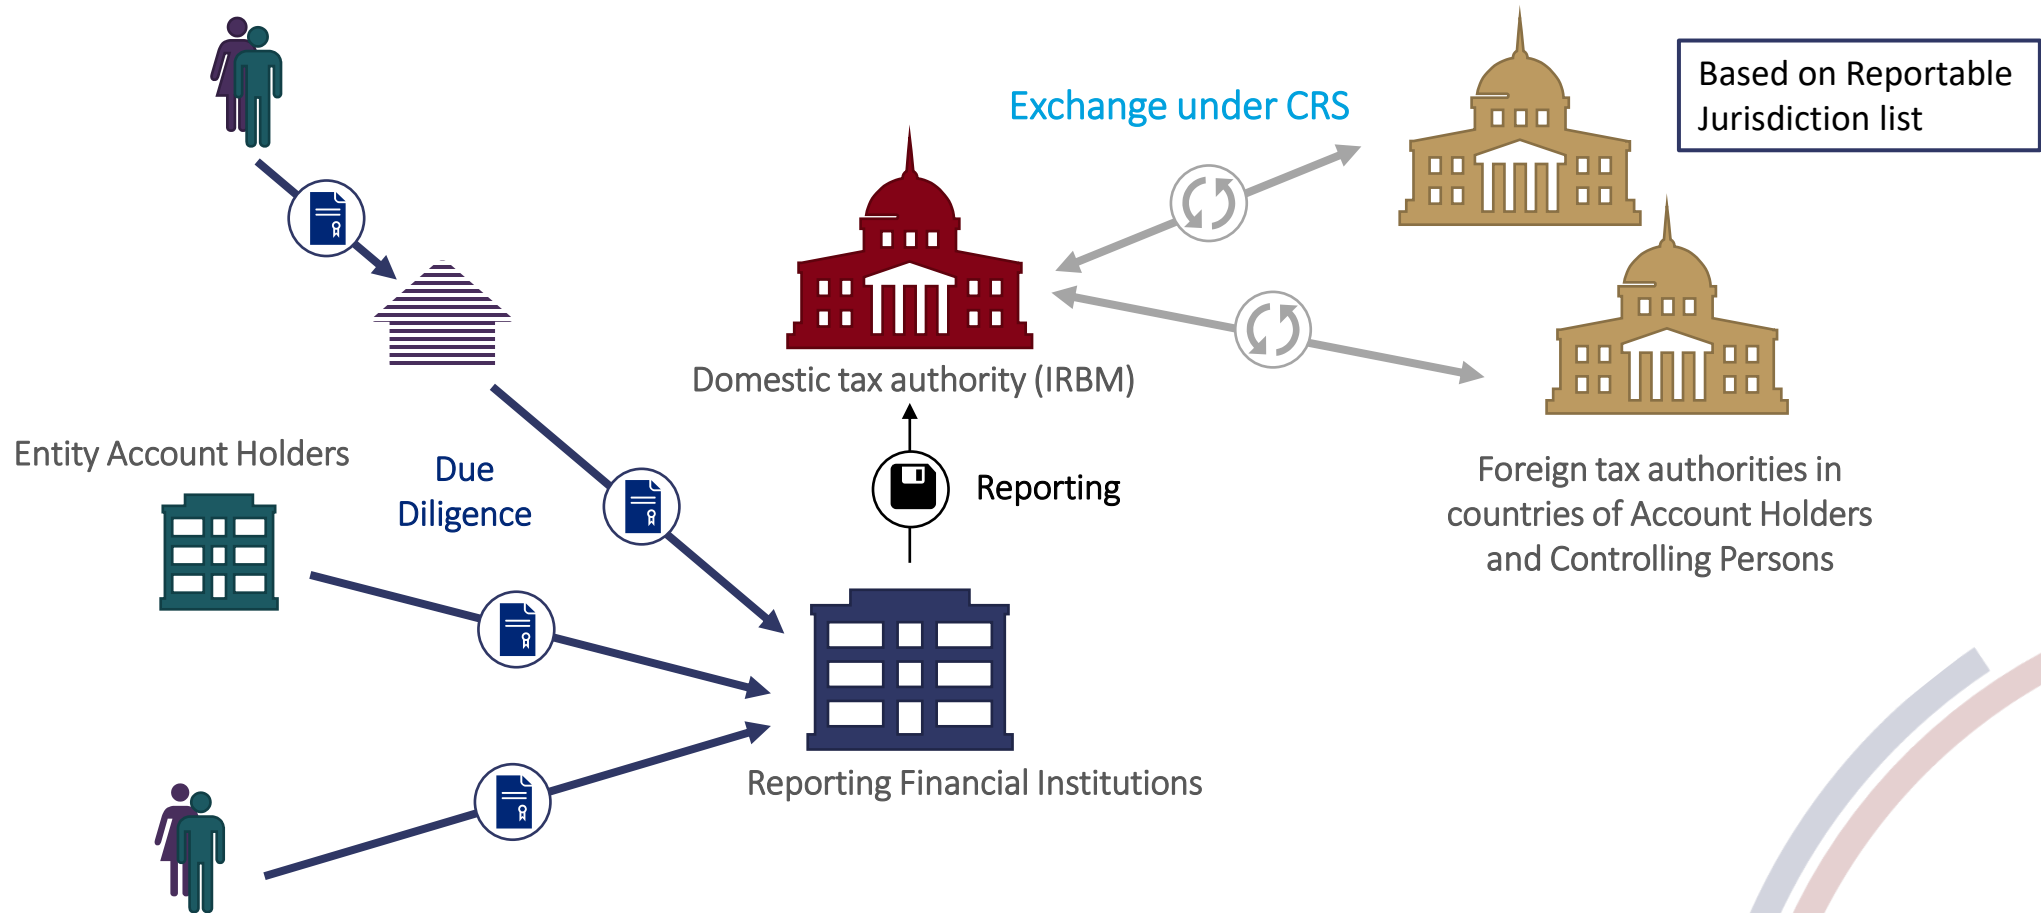 Exchange under CRS
Based on Reportable
Jurisdiction list
Domestic tax authority (IRBM)
Entity Account Holders
Due
Diligence
Reporting
Foreign tax authorities in
countries of Account Holders
and Controlling Persons
Reporting Financial Institutions